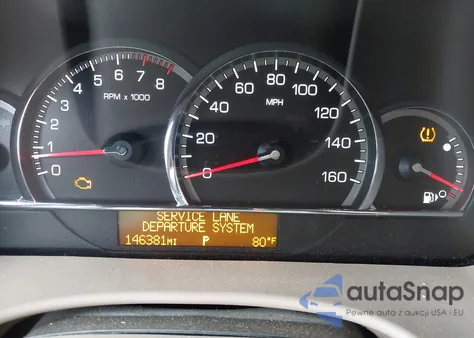 0 1 2 3 4 5 6 7 8
RPM x 1000
0 20 40 60 80 100 120 140 160
MPH
SERVICE LANE
DEPARTURE SYSTEM
146381MI P 80°F
autoSnap
Pewne auta z aukcji USA - EU